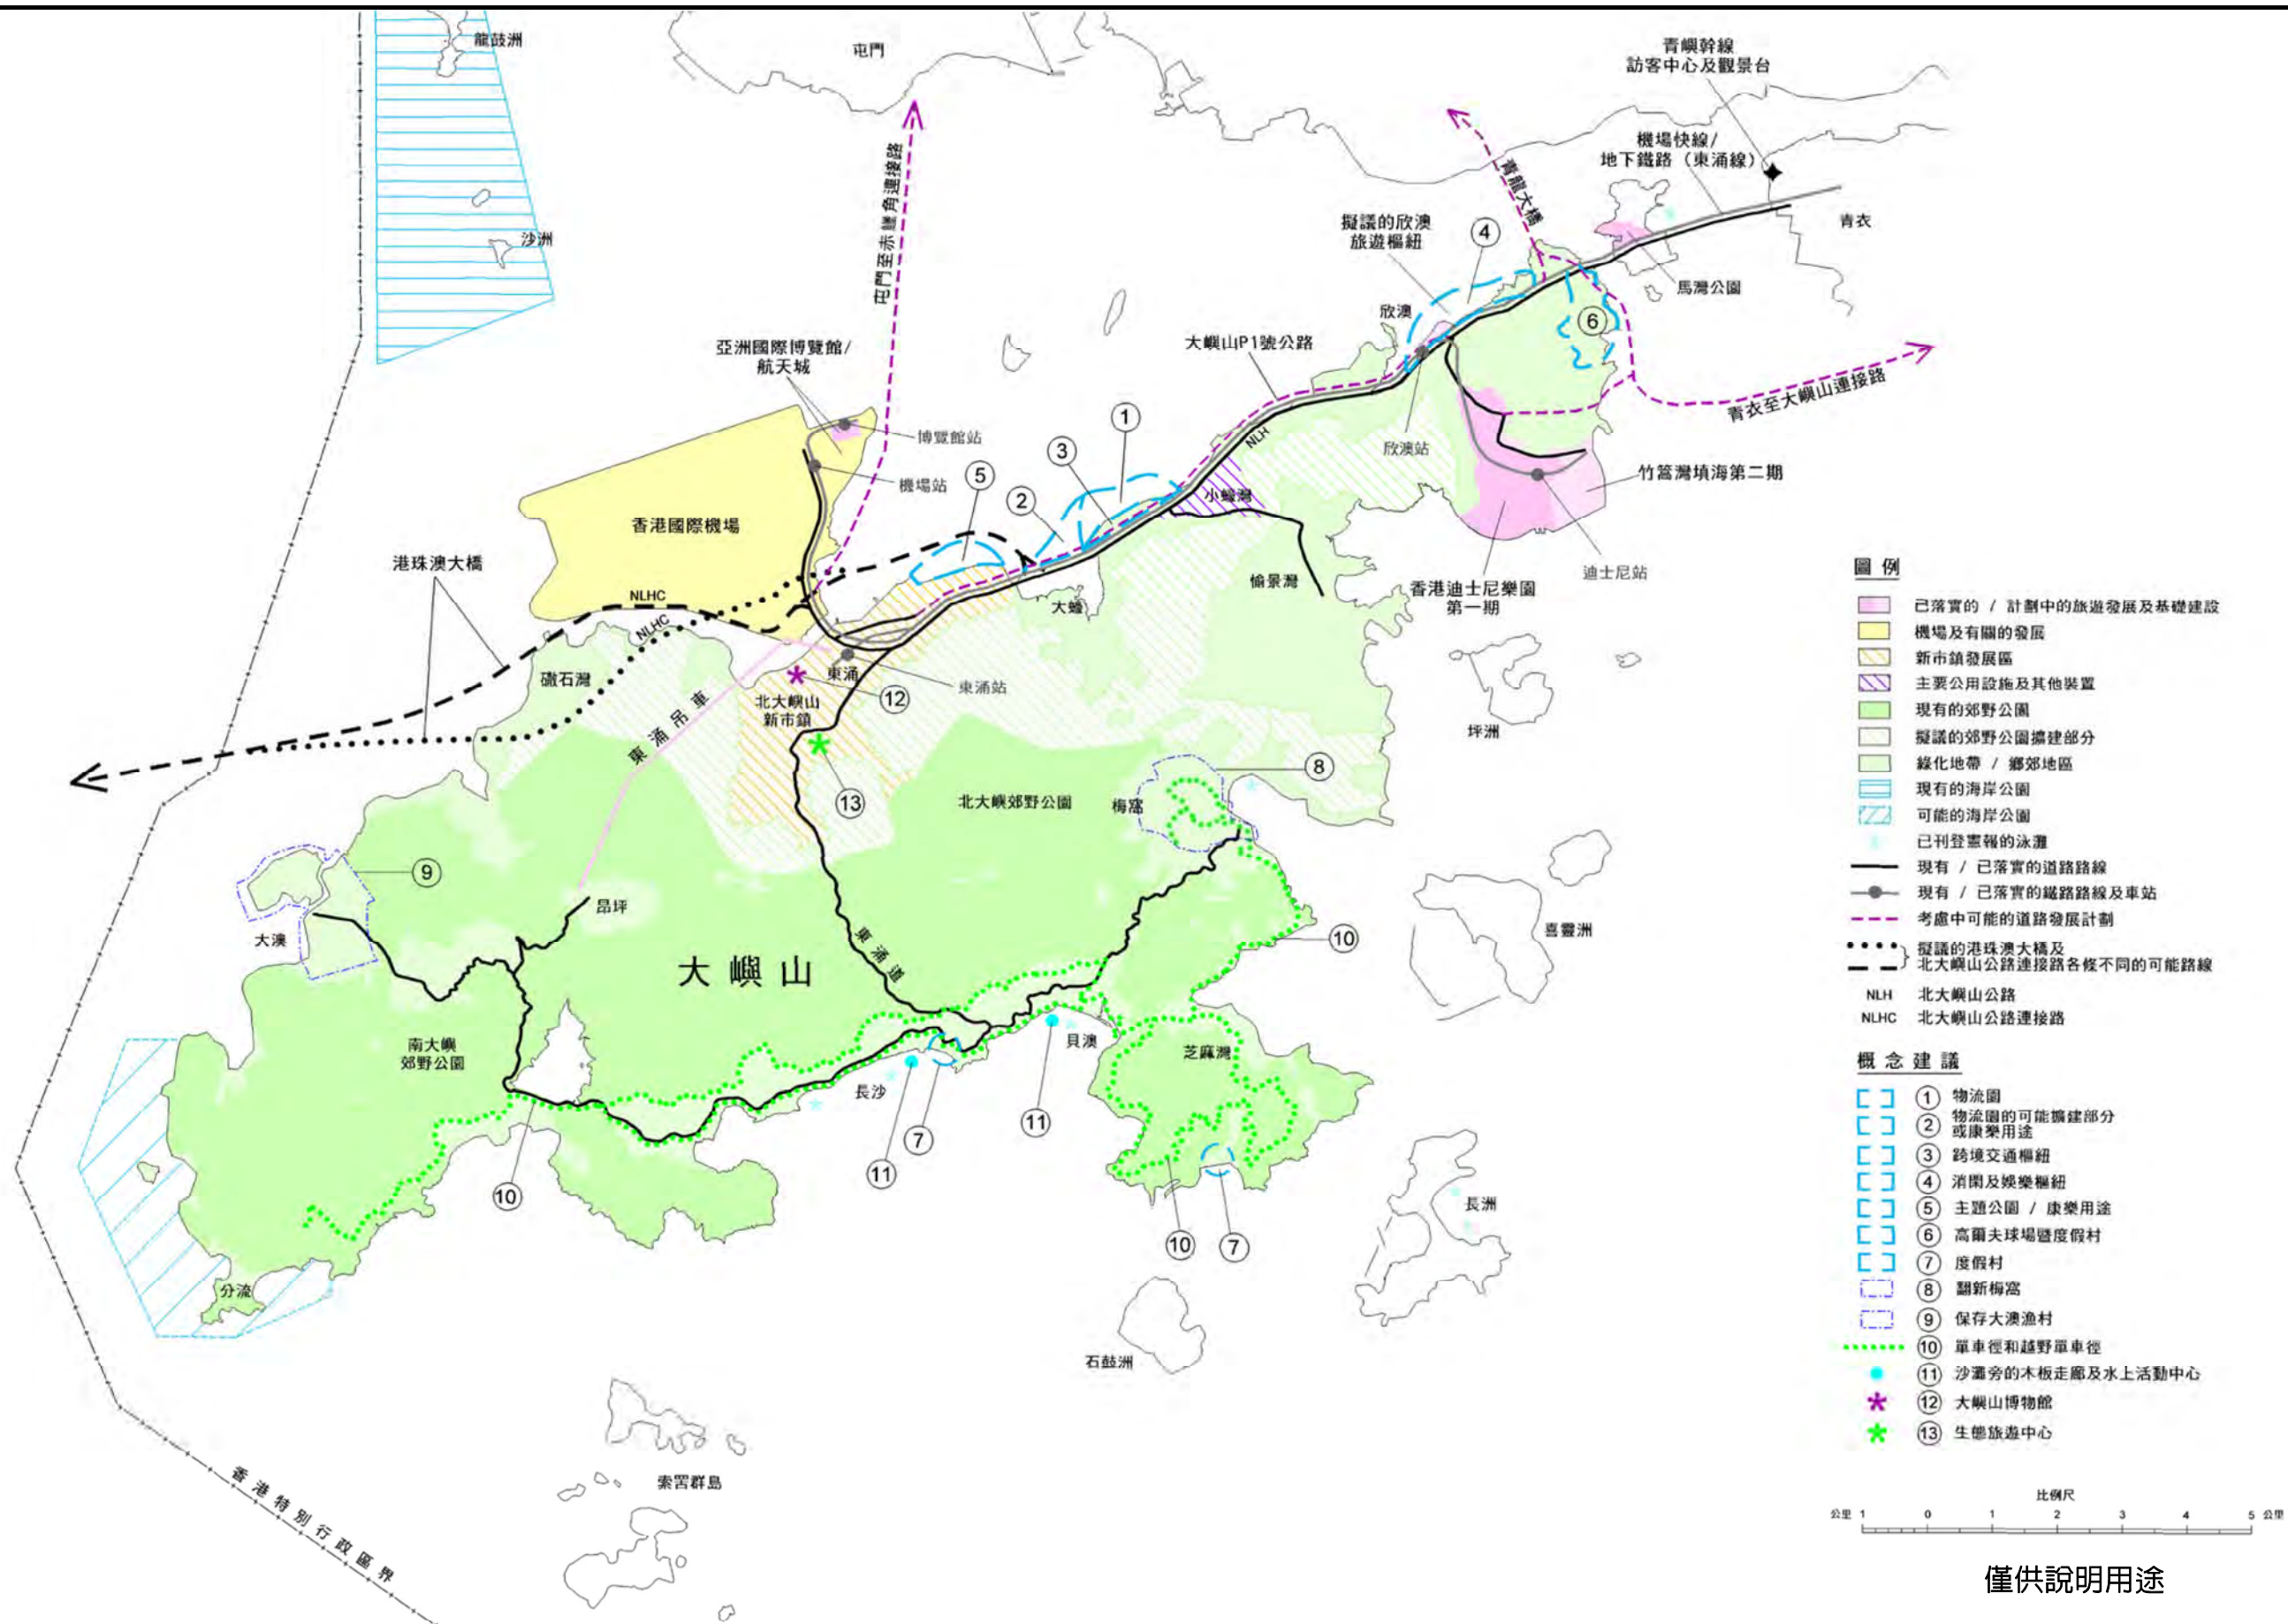 龍鼓洲
屯門
青嶼幹線
訪客中心及觀景台
機場快線/
地下鐵路（東涌線）
青龍大橋
屯門至赤鱲角連接路
沙洲
青衣
擬議的欣澳
旅遊樞紐
4
馬灣公園
欣澳
6
大嶼山P1號公路
亞洲國際博覽館/
航天城
青衣至大嶼山連接路
1
博覽館站
3
NLH
欣澳站
5
機場站
竹篙灣填海第二期
2
小蠔灣
香港國際機場
港珠澳大橋
迪士尼站
愉景灣
香港迪士尼樂園
第一期
NLHC
大蠔
NLHC
磡石灣
東涌
東涌站
12
北大嶼山
新市鎮
東涌吊車
坪洲
8
13
北大嶼郊野公園
梅窩
9
昂坪
大澳
喜靈洲
10
東涌道
大嶼山
南大嶼
郊野公園
貝澳
芝麻灣
長沙
11
7
11
10
長洲
10
7
分流
石鼓洲
索罟群島
香港特別行政區界
圖例
已落實的 / 計劃中的旅遊發展及基礎建設
機場及有關的發展
新市鎮發展區
主要公用設施及其他裝置
現有的郊野公園
擬議的郊野公園擴建部分
綠化地帶 / 鄉郊地區
現有的海岸公園
可能的海岸公園
已刊登憲報的泳灘
現有 / 已落實的道路路線
現有 / 已落實的鐵路路線及車站
考慮中可能的道路發展計劃
擬議的港珠澳大橋及
北大嶼山公路連接路各條不同的可能路線
NLH 北大嶼山公路
NLHC 北大嶼山公路連接路
概念建議
1 物流園
2 物流園的可能擴建部分
或康樂用途
3 跨境交通樞紐
4 消閑及娛樂樞紐
5 主題公園 / 康樂用途
6 高爾夫球場暨度假村
7 度假村
8 翻新梅窩
9 保存大澳漁村
10 單車徑和越野單車徑
11 沙灘旁的木板走廊及水上活動中心
12 大嶼山博物館
13 生態旅遊中心
比例尺
公里 1 0 1 2 3 4 5 公里
僅供說明用途